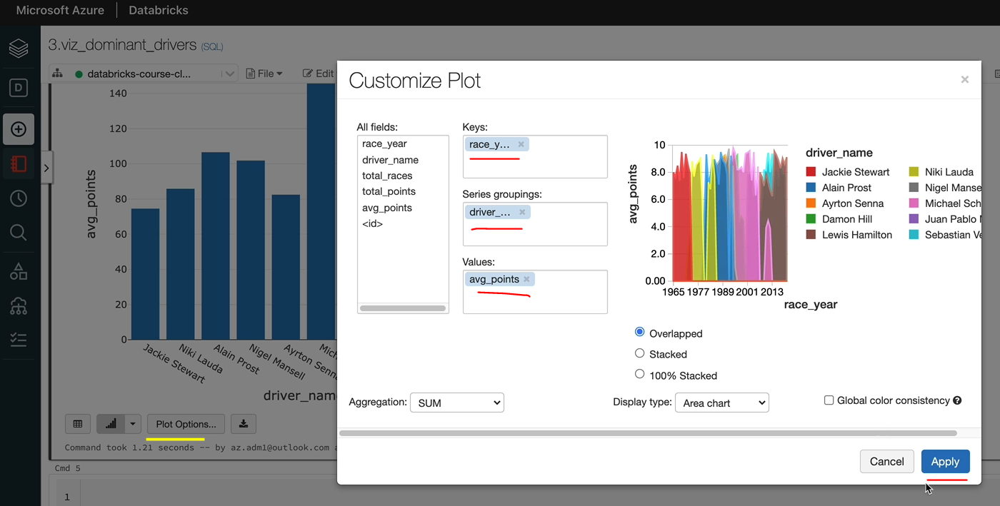 Microsoft Azure Databricks
3.viz_dominant_drivers (SQL)
databricks-course-cl... File Edit
D
140
120
100
80
60
40
20
0
avg_points
Jackie Stewart
Niki Lauda
Alain Prost
Nigel Mansell
Ayrton Senna
Mich
driver_nam
Plot Options...
Command took 1.21 seconds -- by az.adm1@outlook.com a
Cmd 5
1
Customize Plot
×
All fields:
race_year
driver_name
total_races
total_points
avg_points
<id>
Keys:
race_y... ×
Series groupings:
driver_... ×
Values:
avg_points ×
10
8.0
6.0
4.0
2.0
0.00
avg_points
1965 1977 1989 2001 2013
race_year
driver_name
Jackie Stewart Niki Lauda
Alain Prost Nigel Manse
Ayrton Senna Michael Sch
Damon Hill Juan Pablo
Lewis Hamilton Sebastian Ve
Overlapped
Stacked
100% Stacked
Aggregation: SUM
Display type: Area chart
Global color consistency ?
Cancel Apply